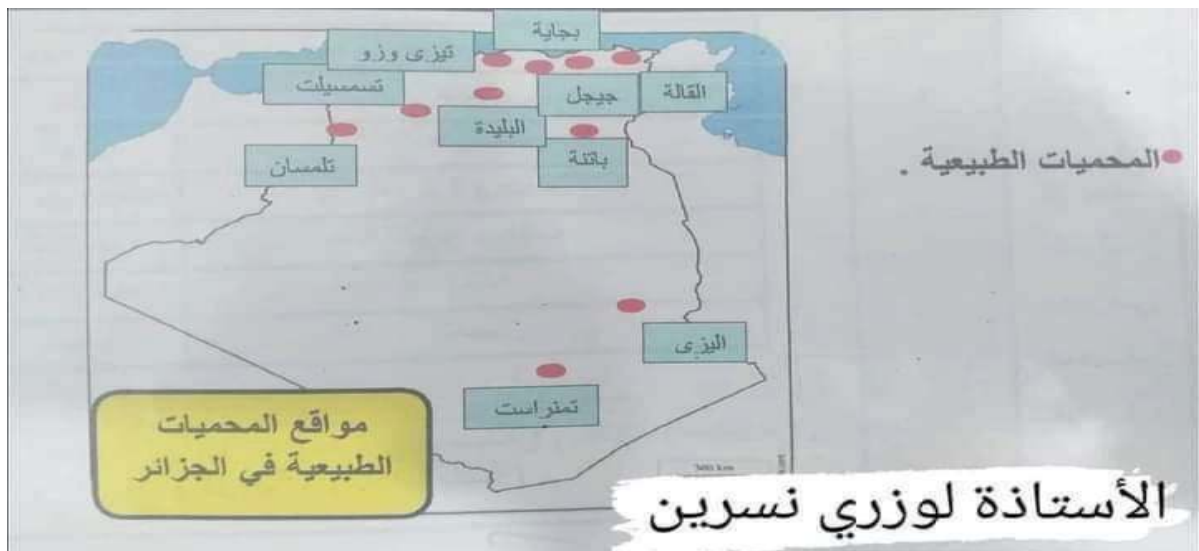 بجاية
تيزي وزو
تسمسيلت
جيجل
القالة
البليدة
تلمسان
باتنة
المحميات الطبيعية .
اليزي
تمنراست
مواقع المحميات
الطبيعية في الجزائر
الأستاذة لوزري نسرين